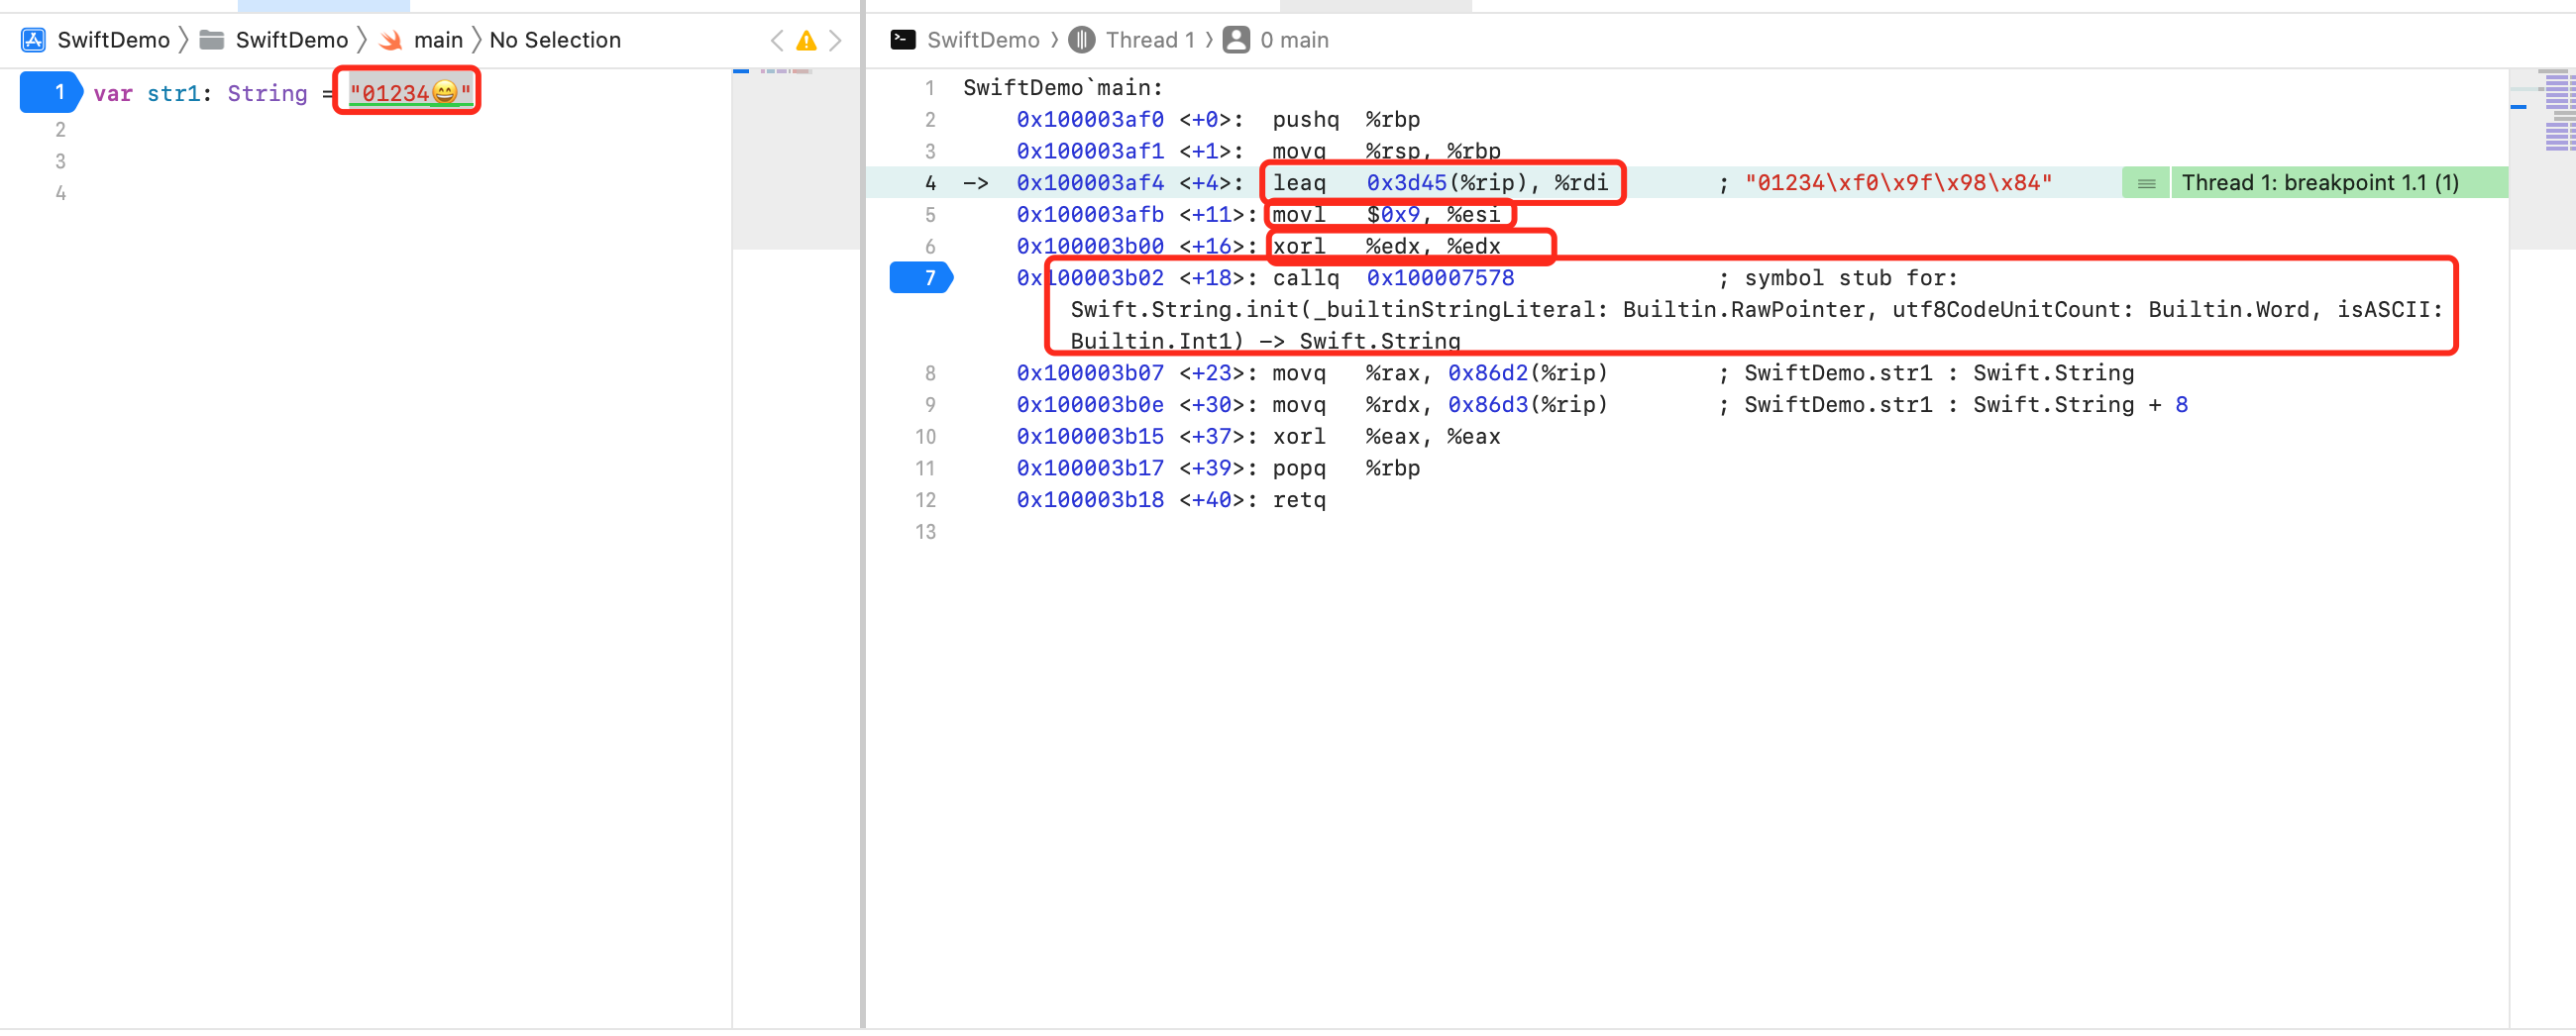 SwiftDemo 〉 SwiftDemo 〉 main 〉 No Selection
1 var str1: String = "01234😄"
2
3
4
SwiftDemo 〉 Thread 1 〉 0 main
1 SwiftDemo`main:
2 0x100003af0 <+0>: pushq %rbp
3 0x100003af1 <+1>: movq %rsp, %rbp
4 -> 0x100003af4 <+4>: leaq 0x3d45(%rip), %rdi ; "01234\xf0\x9f\x98\x84" Thread 1: breakpoint 1.1 (1)
5 0x100003afb <+11>: movl $0x9, %esi
6 0x100003b00 <+16>: xorl %edx, %edx
7 0x100003b02 <+18>: callq 0x100007578 ; symbol stub for:
Swift.String.init(_builtinStringLiteral: Builtin.RawPointer, utf8CodeUnitCount: Builtin.Word, isASCII:
Builtin.Int1) -> Swift.String
8 0x100003b07 <+23>: movq %rax, 0x86d2(%rip) ; SwiftDemo.str1 : Swift.String
9 0x100003b0e <+30>: movq %rdx, 0x86d3(%rip) ; SwiftDemo.str1 : Swift.String + 8
10 0x100003b15 <+37>: xorl %eax, %eax
11 0x100003b17 <+39>: popq %rbp
12 0x100003b18 <+40>: retq
13